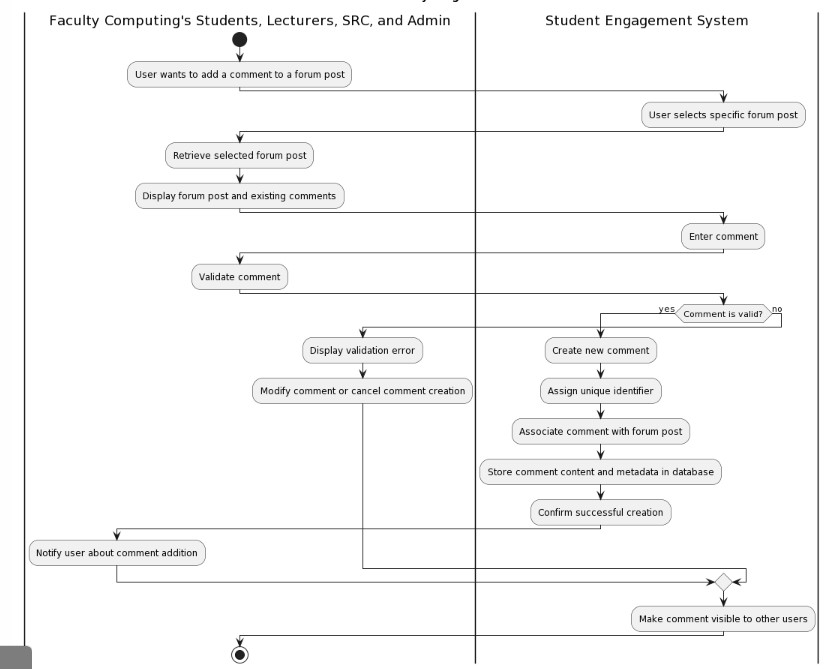 Faculty Computing's Students, Lecturers, SRC, and Admin
Student Engagement System
User wants to add a comment to a forum post
User selects specific forum post
Retrieve selected forum post
Display forum post and existing comments
Enter comment
Validate comment
yes
Comment is valid?
no
Display validation error
Create new comment
Modify comment or cancel comment creation
Assign unique identifier
Associate comment with forum post
Store comment content and metadata in database
Confirm successful creation
Notify user about comment addition
Make comment visible to other users